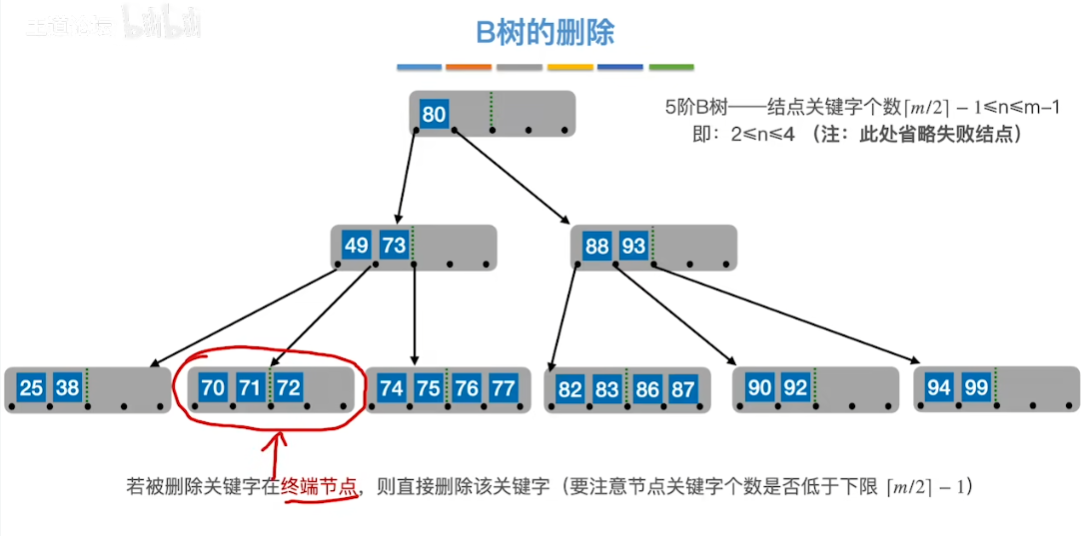 王道论坛 bilibili
B树的删除
80
5阶B树——结点关键字个数⌈m/2⌉ − 1≤n≤m−1
即：2≤n≤4 （注：此处省略失败结点）
49 73
88 93
25 38
70 71 72
74 75 76 77
82 83 86 87
90 92
94 99
若被删除关键字在终端节点，则直接删除该关键字（要注意节点关键字个数是否低于下限 ⌈m/2⌉ − 1）